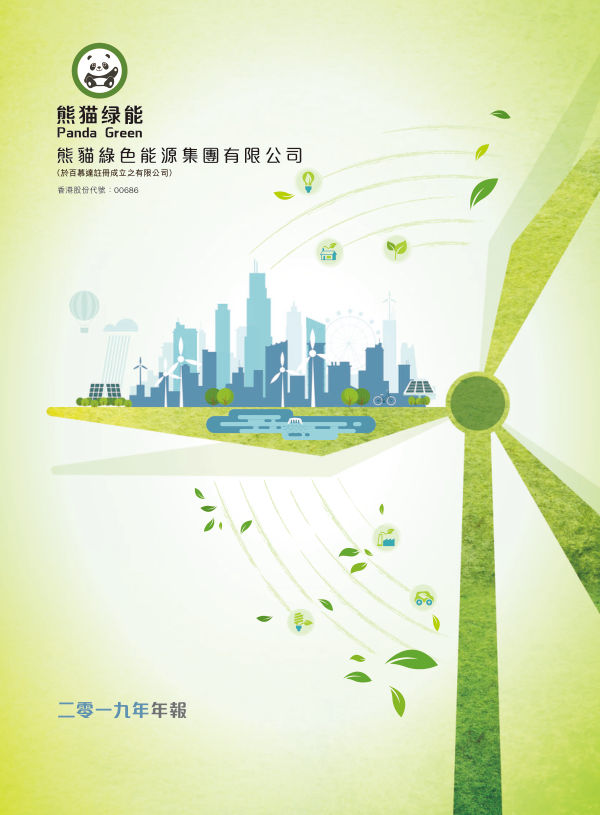 熊猫绿能
Panda Green
熊貓綠色能源集團有限公司
（於百慕達註冊成立之有限公司）
香港股份代號：00686
二零一九年年報